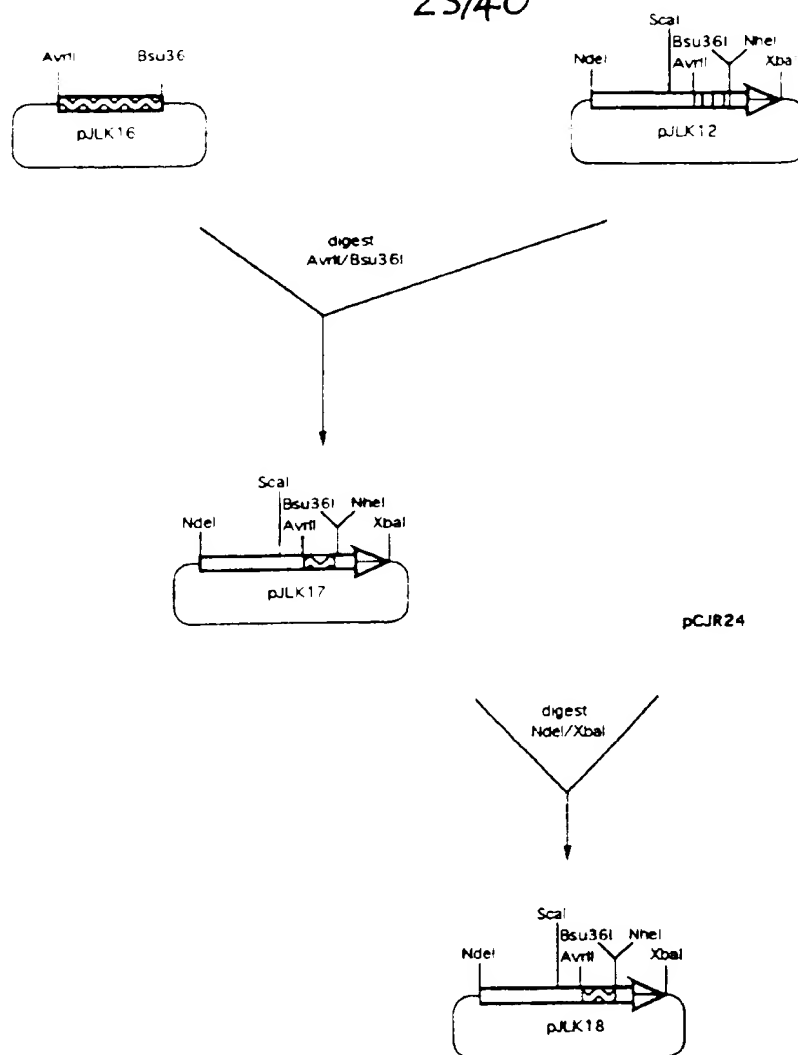 23/40
AvrII Bsu36
pJLK16
ScaI
Bsu36I NheI
NdeI AvrII XbaI
pJLK12
digest
AvrII/Bsu36I
ScaI
Bsu36I NheI
NdeI AvrII XbaI
pJLK17
pCJR24
digest
NdeI/XbaI
ScaI
Bsu36I NheI
NdeI AvrII XbaI
pJLK18